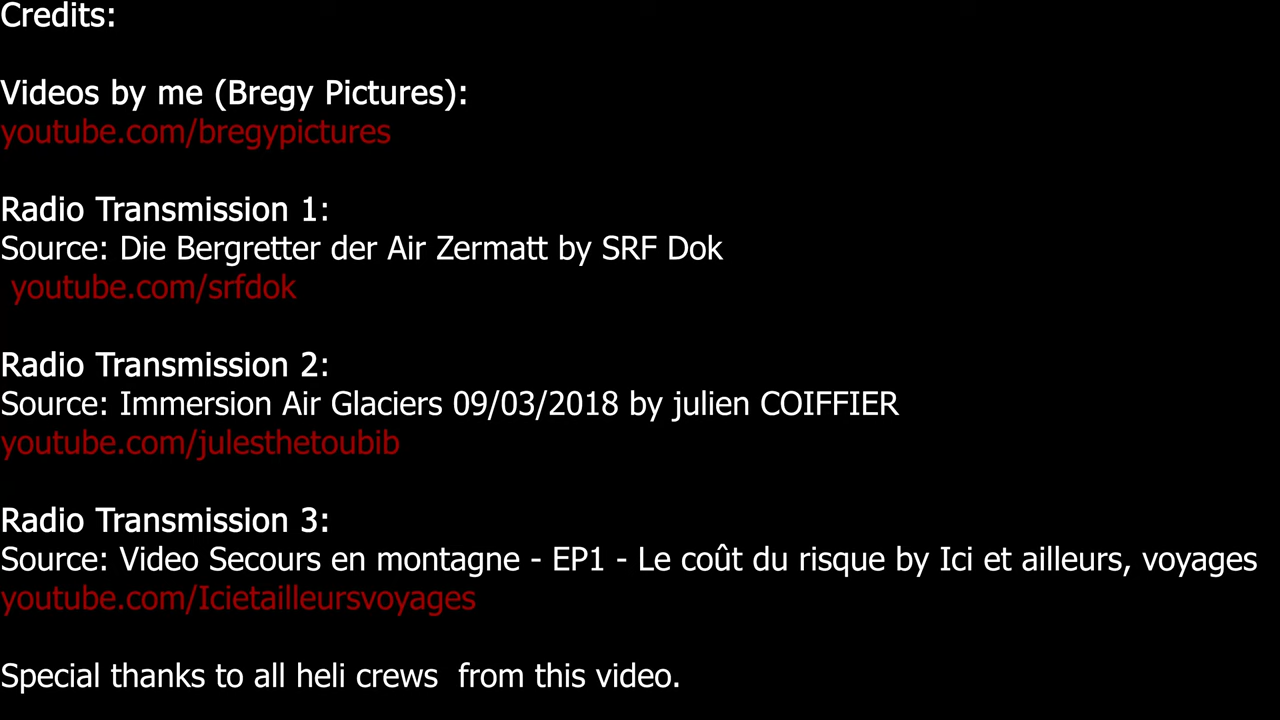 Credits:
Videos by me (Bregy Pictures):
youtube.com/bregypictures
Radio Transmission 1:
Source: Die Bergretter der Air Zermatt by SRF Dok
youtube.com/srfdok
Radio Transmission 2:
Source: Immersion Air Glaciers 09/03/2018 by julien COIFFIER
youtube.com/julesthetoubib
Radio Transmission 3:
Source: Video Secours en montagne - EP1 - Le coût du risque by Ici et ailleurs, voyages
youtube.com/Icietailleursvoyages
Special thanks to all heli crews  from this video.